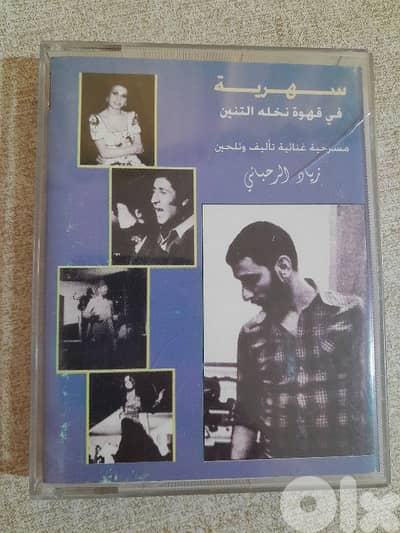 سهرية
في قهوة نخله التنين
مسرحية غنائية تأليف وتلحين
زياد الرحباني
OLX